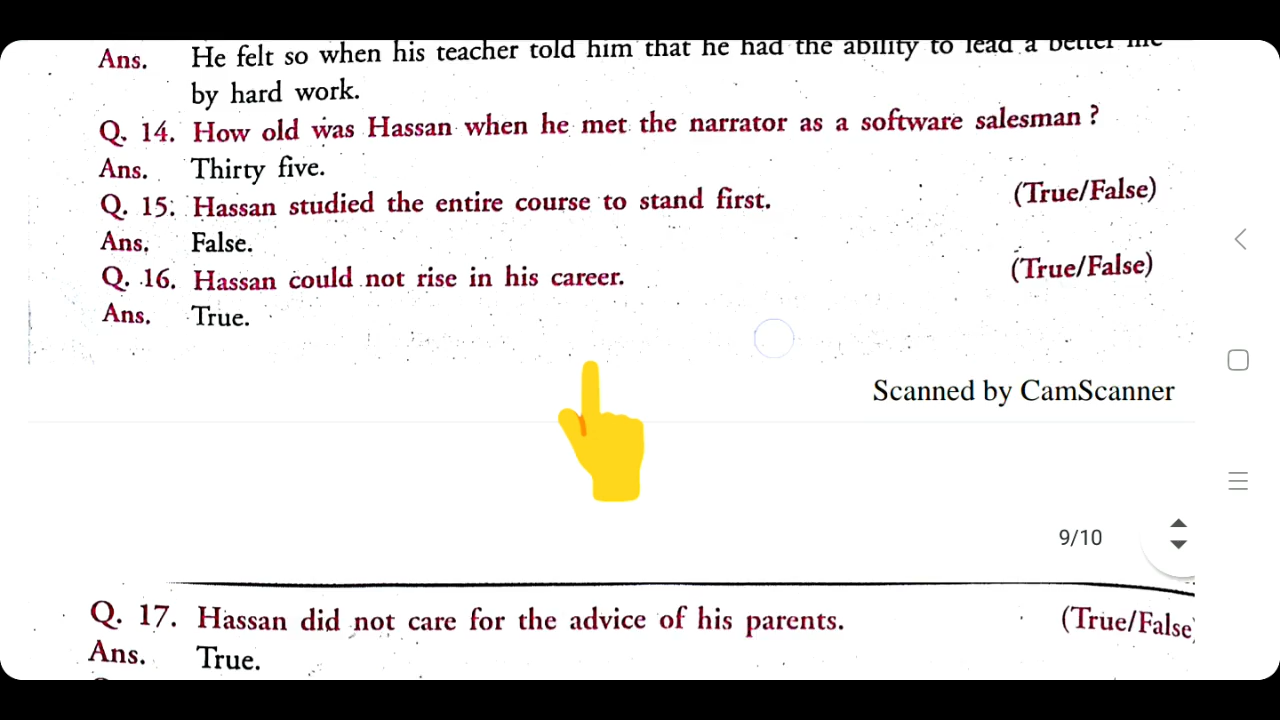 Ans. He felt so when his teacher told him that he had the ability to lead a better
by hard work.
Q. 14. How old was Hassan when he met the narrator as a software salesman ?
Ans. Thirty five.
Q. 15. Hassan studied the entire course to stand first. (True/False)
Ans. False.
Q. 16. Hassan could not rise in his career. (True/False)
Ans. True.
Scanned by CamScanner
9/10
Q. 17. Hassan did not care for the advice of his parents. (True/False
Ans. True.